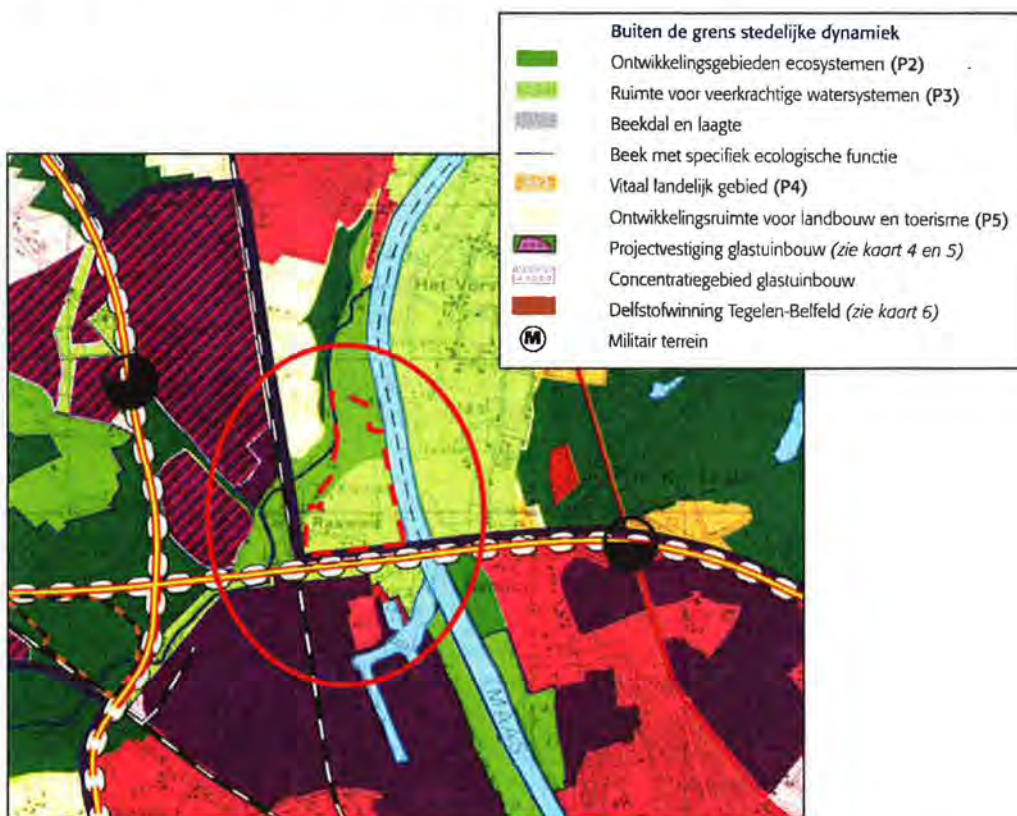 Buiten de grens stedelijke dynamiek
Ontwikkelingsgebieden ecosystemen (P2)
Ruimte voor veerkrachtige watersystemen (P3)
Beekdal en laagte
Beek met specifiek ecologische functie
Vitaal landelijk gebied (P4)
Ontwikkelingsruimte voor landbouw en toerisme (P5)
Projectvestiging glastuinbouw (zie kaart 4 en 5)
Concentratiegebied glastuinbouw
Delfstofwinning Tegelen-Belfeld (zie kaart 6)
M Militair terrein
Het Vorst
MAAS